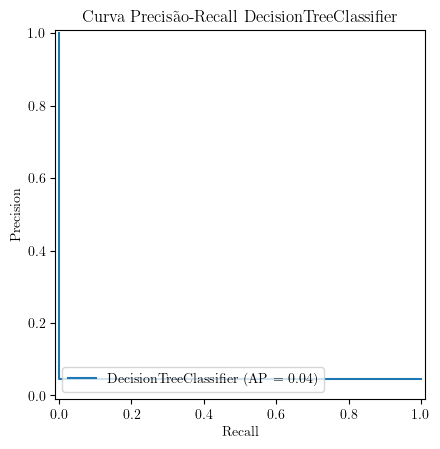 Curva Precisão-Recall DecisionTreeClassifier
1.0
0.8
0.6
0.4
0.2
0.0
Precision
DecisionTreeClassifier (AP = 0.04)
0.0 0.2 0.4 0.6 0.8 1.0
Recall